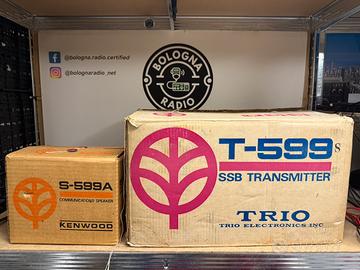 @bologna.radio.certified
@bolognaradio_net
BOLOGNA
RADIO
T-599s
SSB TRANSMITTER
TRIO
TRIO ELECTRONICS INC
S-599A
COMMUNICATIONS SPEAKER
KENWOOD